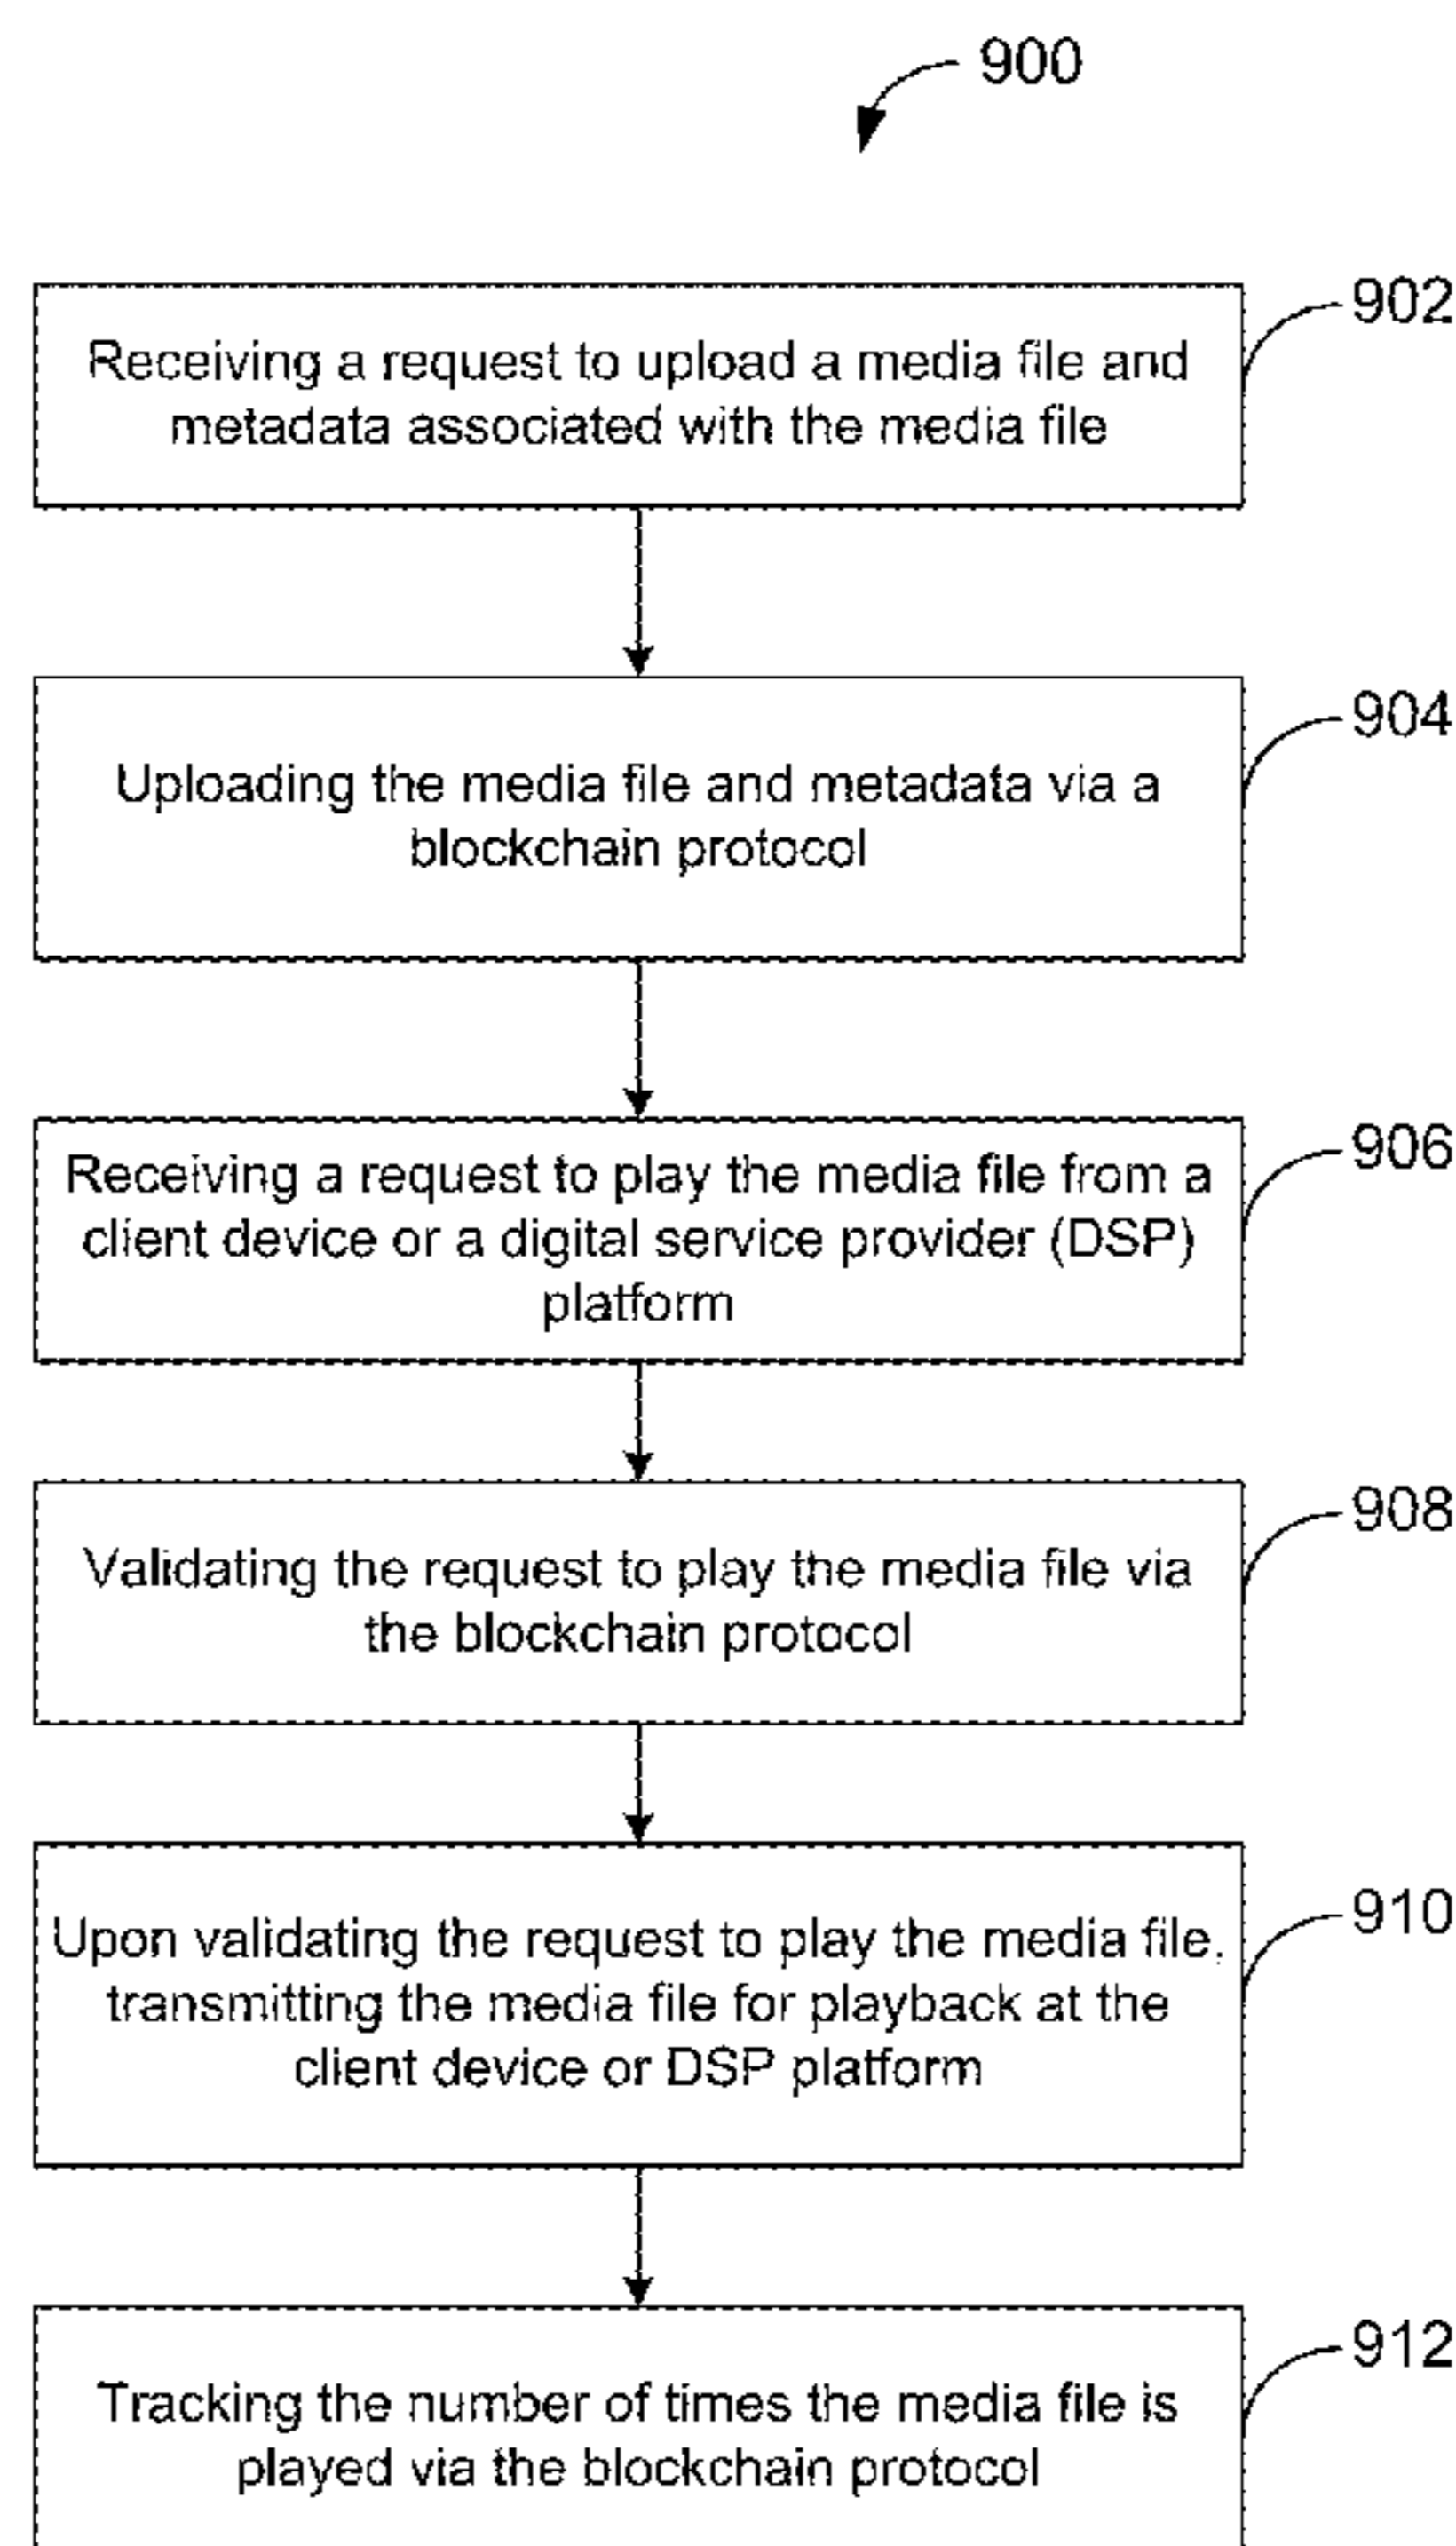 900
902
Receiving a request to upload a media file and
metadata associated with the media file
904
Uploading the media file and metadata via a
blockchain protocol
906
Receiving a request to play the media file from a
client device or a digital service provider (DSP)
platform
908
Validating the request to play the media file via
the blockchain protocol
910
Upon validating the request to play the media file,
transmitting the media file for playback at the
client device or DSP platform
912
Tracking the number of times the media file is
played via the blockchain protocol